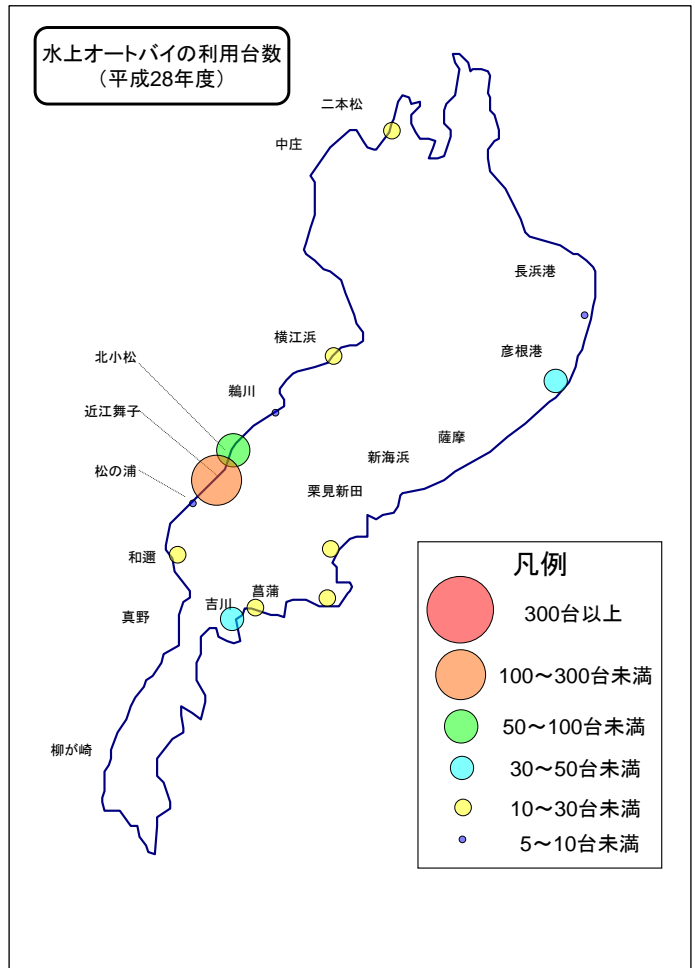 水上オートバイの利用台数
（平成28年度）
二本松
中庄
長浜港
横江浜
彦根港
北小松
鵜川
近江舞子
薩摩
新海浜
松の浦
栗見新田
和邇
菖蒲
吉川
真野
柳が崎
凡例
300台以上
100～300台未満
50～100台未満
30～50台未満
10～30台未満
5～10台未満